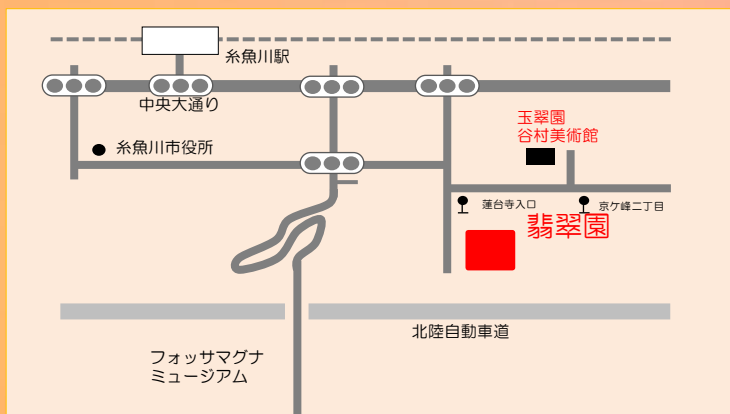 糸魚川駅
中央大通り
玉翠園
谷村美術館
糸魚川市役所
蓮台寺入口
京ケ峰二丁目
翡翠園
北陸自動車道
フォッサマグナ
ミュージアム